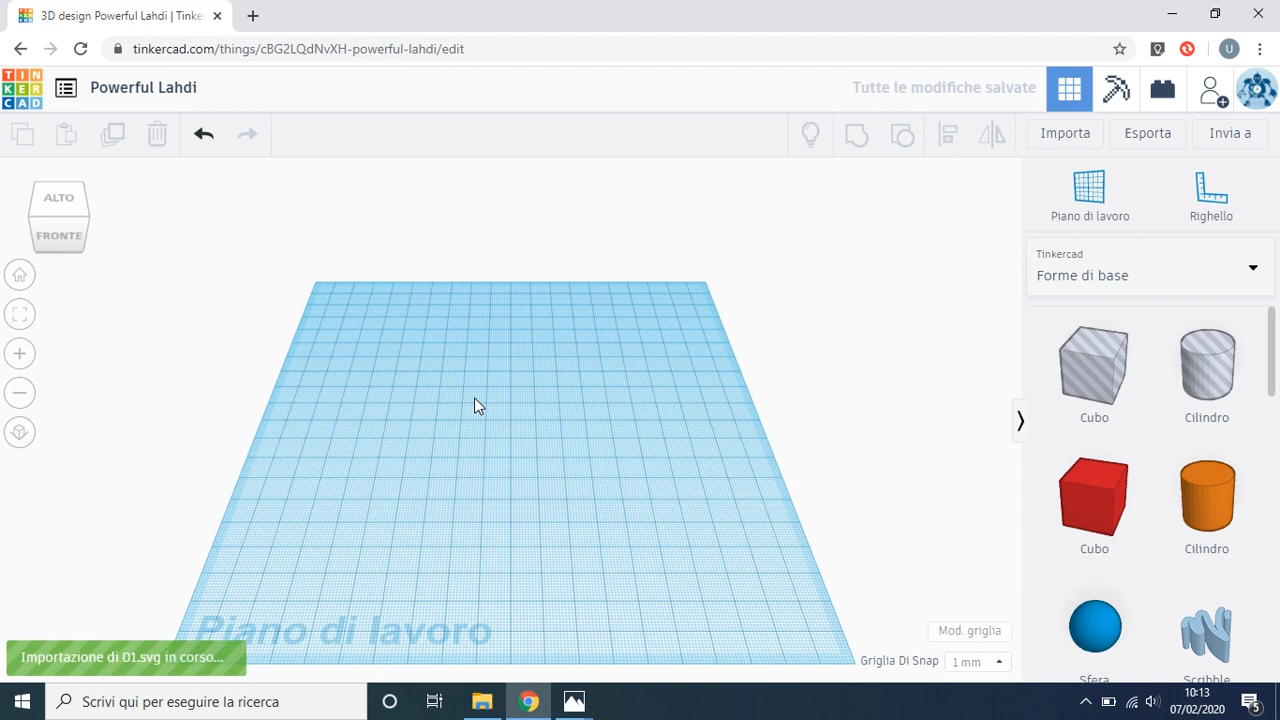 3D design Powerful Lahdi | Tinke
tinkercad.com/things/cBG2LQdNvXH-powerful-lahdi/edit
U
TIN
KER
CAD
Powerful Lahdi
Tutte le modifiche salvate
Importa
Esporta
Invia a
ALTO
FRONTE
Piano di lavoro
Righello
Tinkercad
Forme di base
Cubo
Cilindro
Cubo
Cilindro
Sfera
Scribble
Piano di lavoro
Mod. griglia
Importazione di 01.svg in corso...
Griglia Di Snap
1 mm
Scrivi qui per eseguire la ricerca
10:13
07/02/2020
5